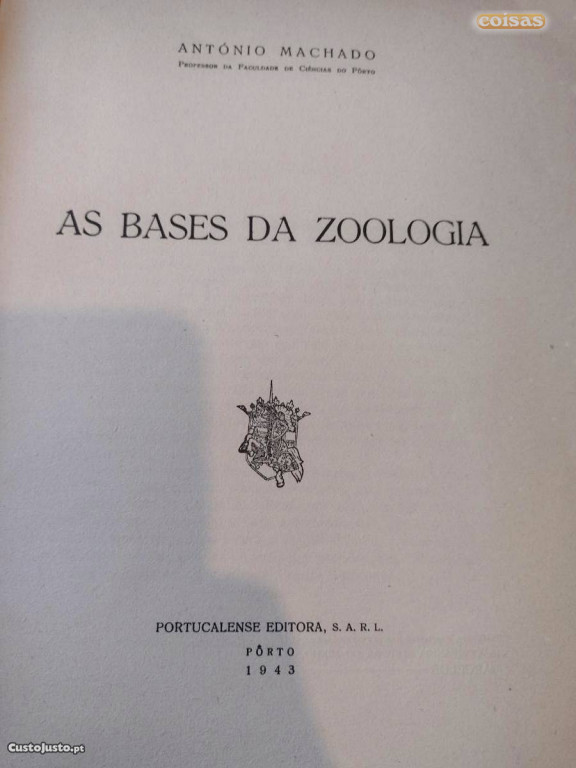 coisas
ANTÓNIO MACHADO
PROFESSOR DA FACULDADE DE CIÊNCIAS DO PÔRTO
AS BASES DA ZOOLOGIA
PORTUCALENSE EDITORA, S. A. R. L.
PÔRTO
1943
CustoJusto.pt